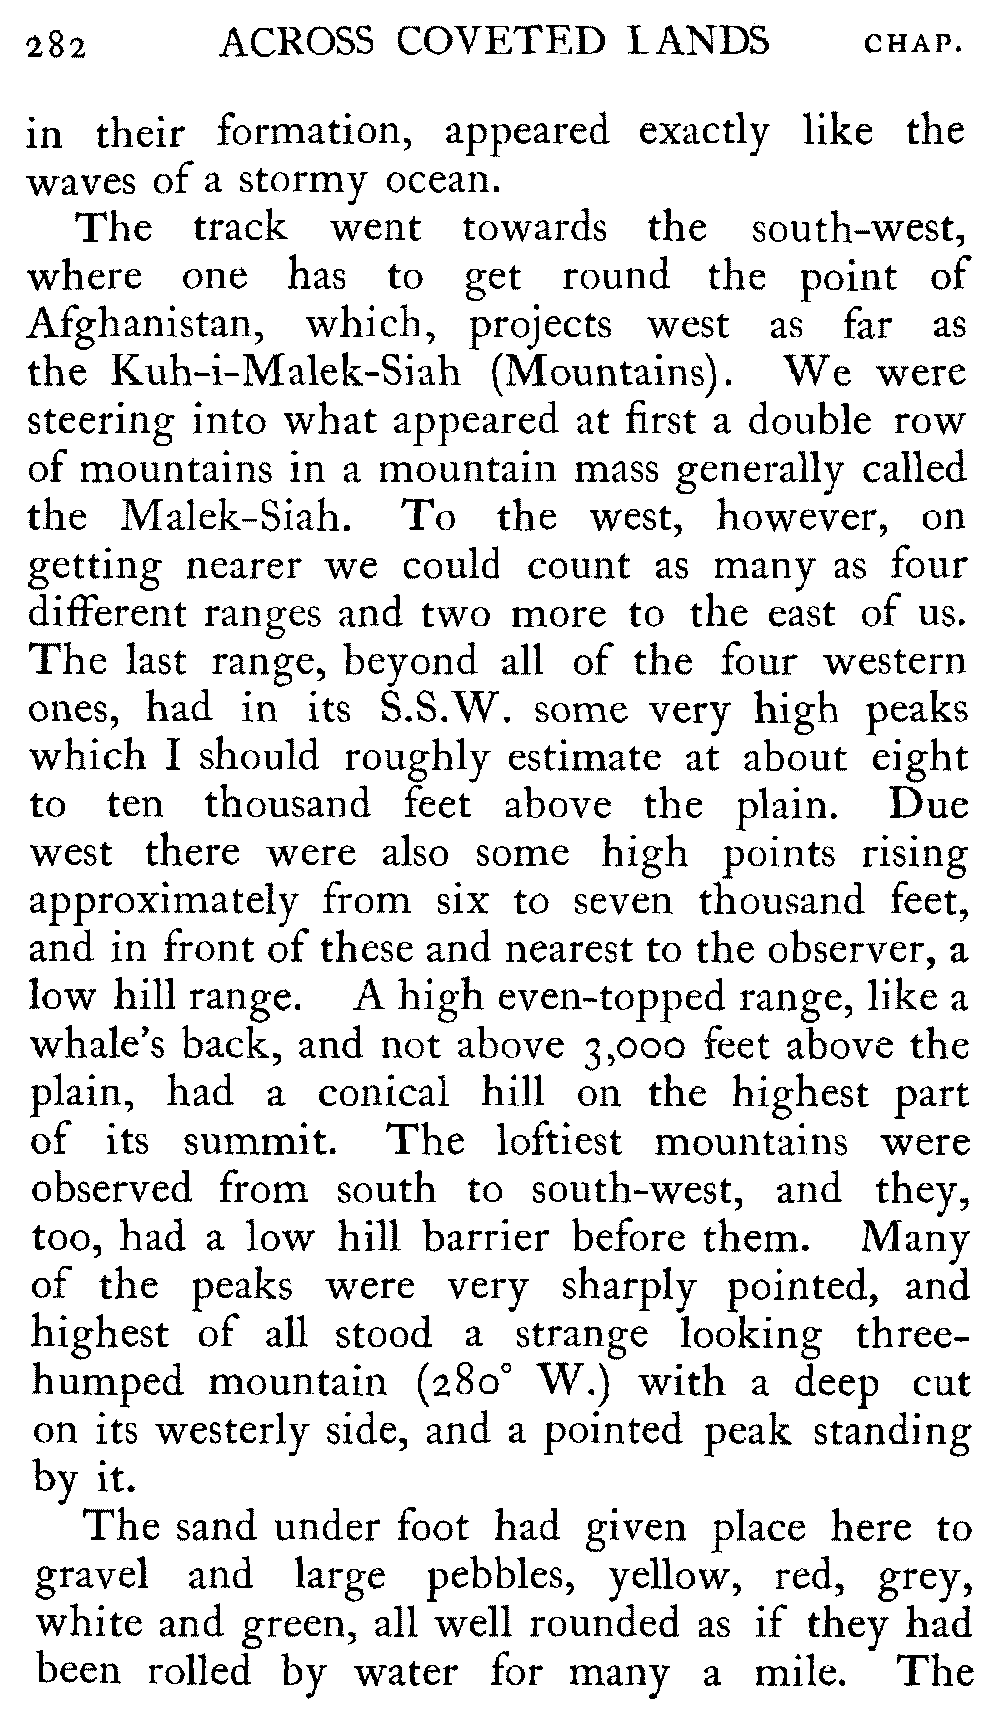 282 ACROSS COVETED LANDS CHAP.
in their formation, appeared exactly like the
waves of a stormy ocean.
The track went towards the south-west,
where one has to get round the point of
Afghanistan, which, projects west as far as
the Kuh-i-Malek-Siah (Mountains). We were
steering into what appeared at first a double row
of mountains in a mountain mass generally called
the Malek-Siah. To the west, however, on
getting nearer we could count as many as four
different ranges and two more to the east of us.
The last range, beyond all of the four western
ones, had in its S.S.W. some very high peaks
which I should roughly estimate at about eight
to ten thousand feet above the plain. Due
west there were also some high points rising
approximately from six to seven thousand feet,
and in front of these and nearest to the observer, a
low hill range. A high even-topped range, like a
whale's back, and not above 3,000 feet above the
plain, had a conical hill on the highest part
of its summit. The loftiest mountains were
observed from south to south-west, and they,
too, had a low hill barrier before them. Many
of the peaks were very sharply pointed, and
highest of all stood a strange looking three-
humped mountain (280° W.) with a deep cut
on its westerly side, and a pointed peak standing
by it.
The sand under foot had given place here to
gravel and large pebbles, yellow, red, grey,
white and green, all well rounded as if they had
been rolled by water for many a mile. The